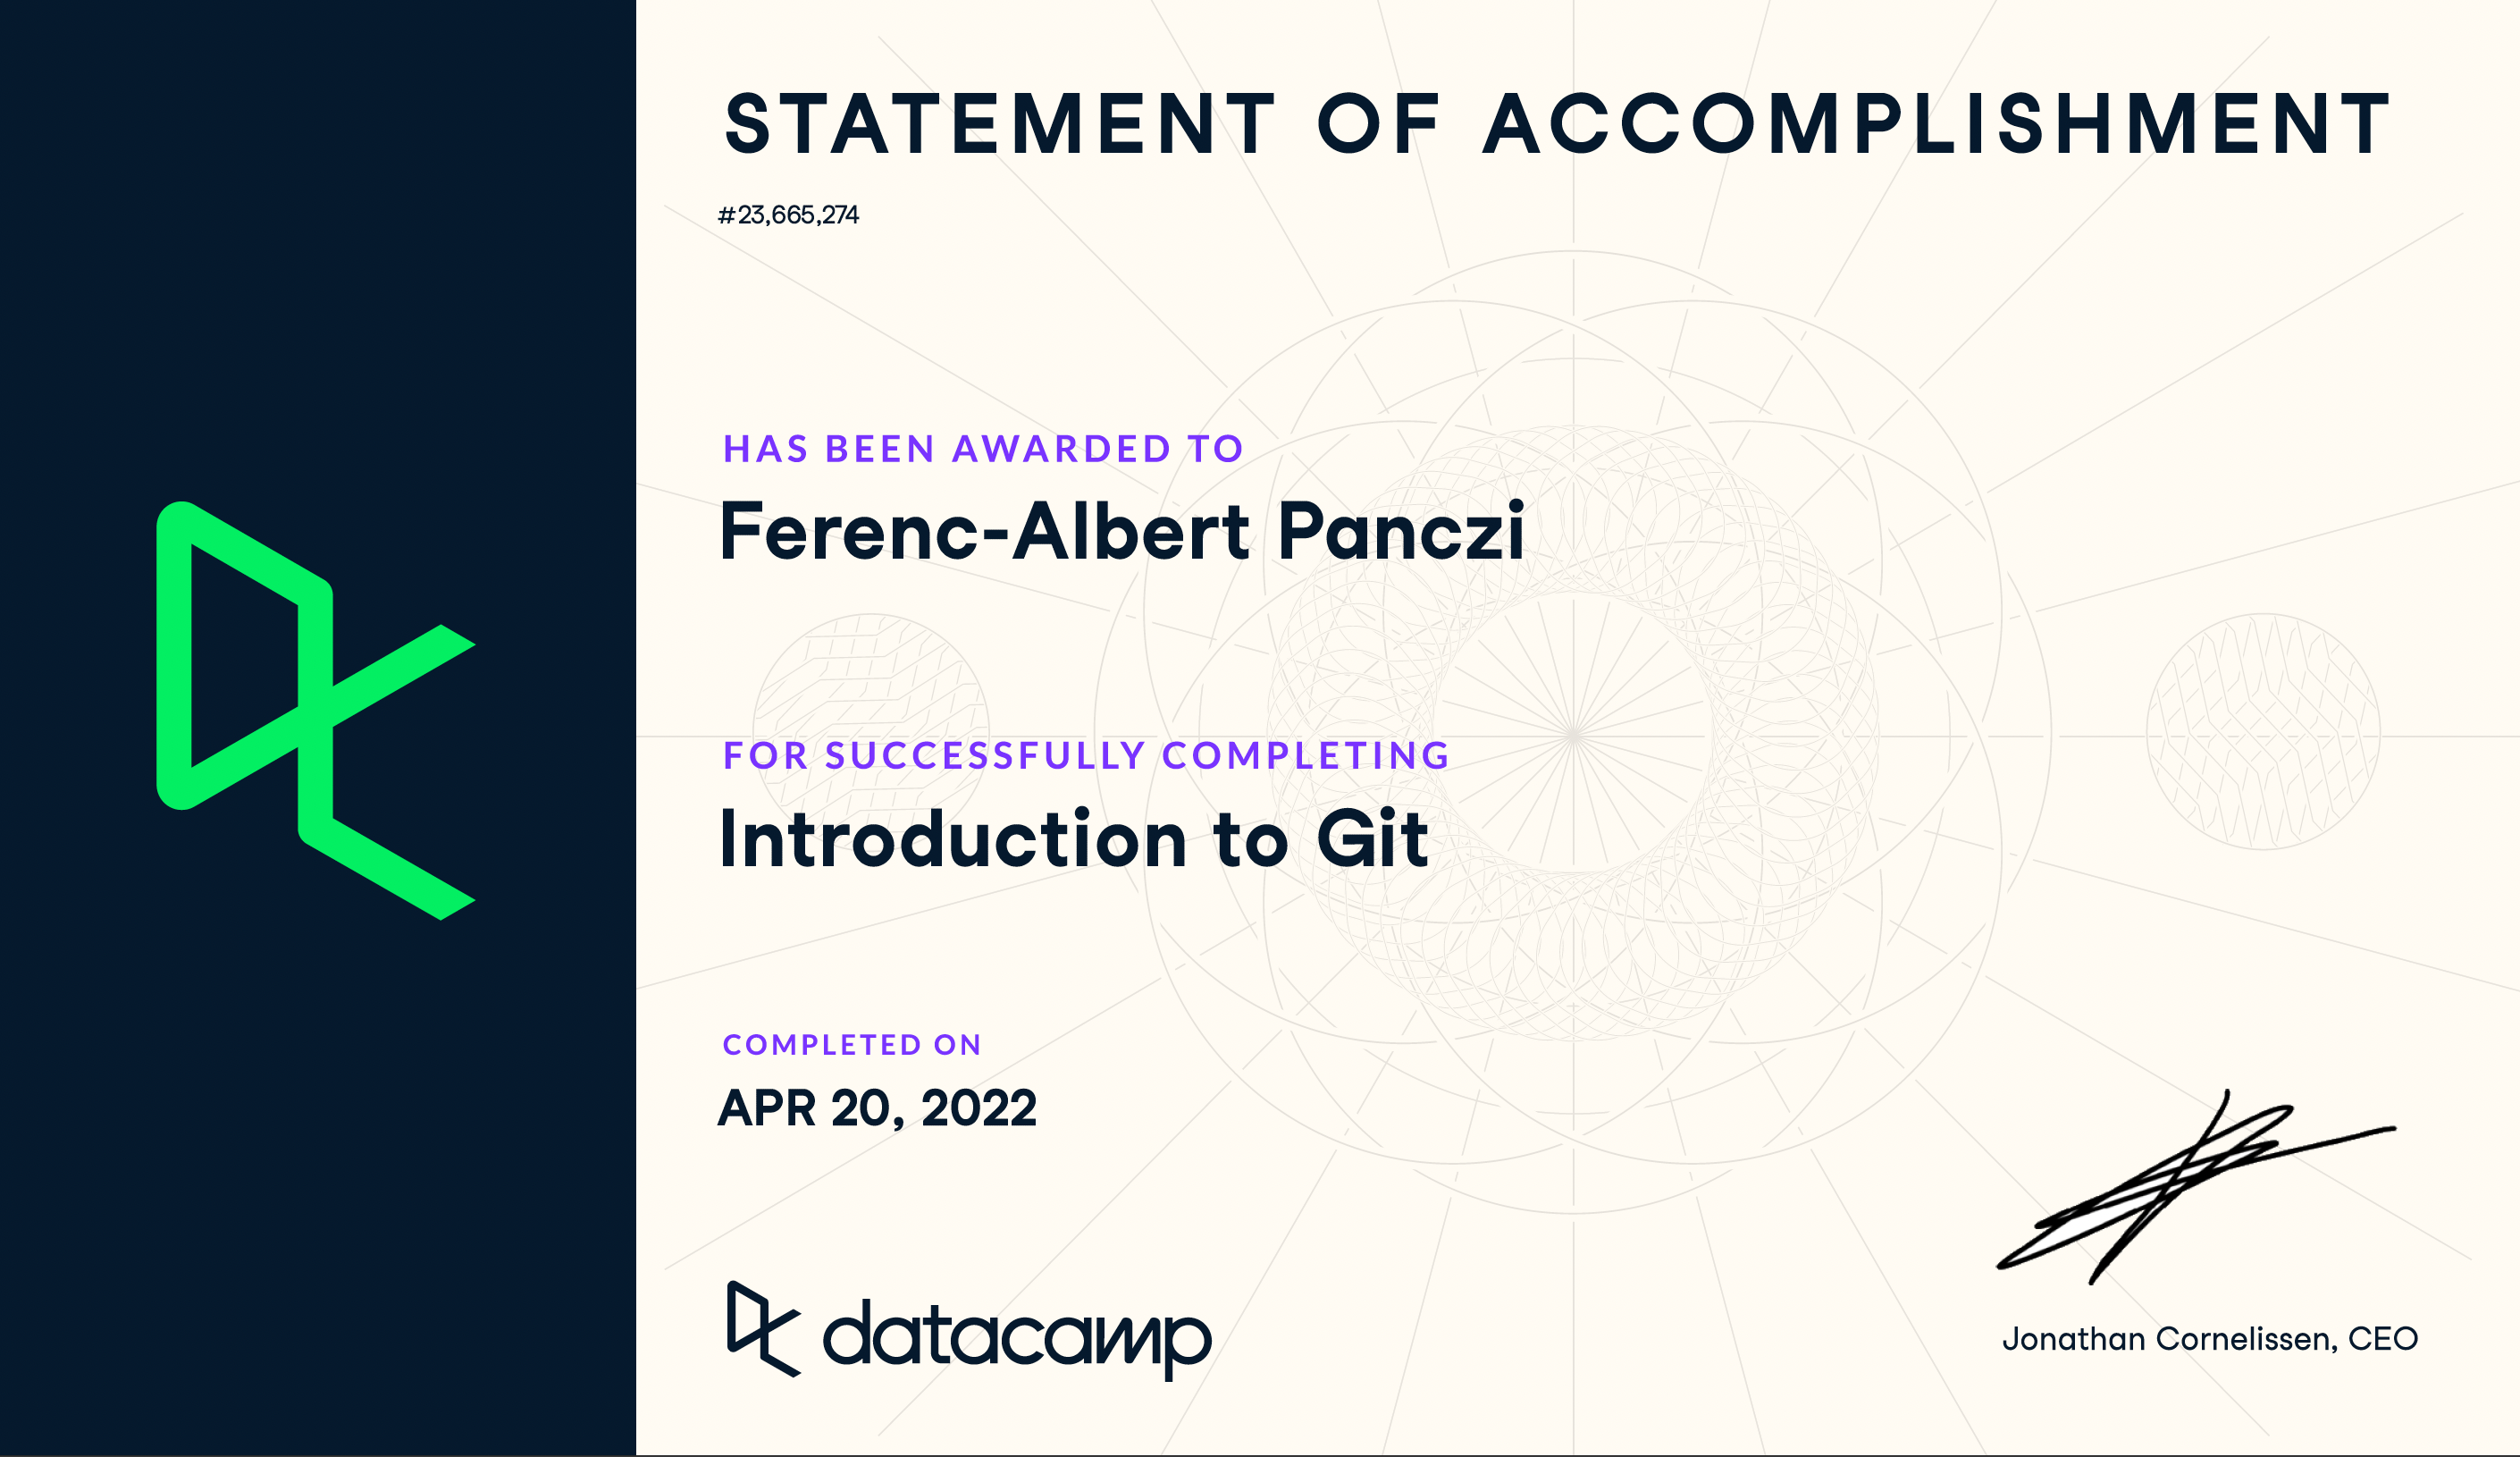 STATEMENT OF ACCOMPLISHMENT
#23,665,274
HAS BEEN AWARDED TO
Ferenc-Albert Panczi
FOR SUCCESSFULLY COMPLETING
Introduction to Git
COMPLETED ON
APR 20, 2022
datacamp
Jonathan Cornelissen, CEO